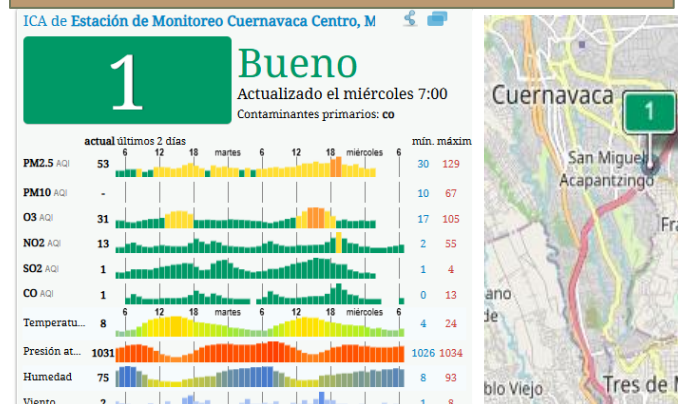 ICA de Estación de Monitoreo Cuernavaca Centro, M
1
Bueno
Actualizado el miércoles 7:00
Contaminantes primarios: co
actual últimos 2 días mín. máxim
6 12 18 martes 6 12 18 miércoles 6
PM2.5 AQI 53 30 129
PM10 AQI - 10 67
O3 AQI 31 17 105
NO2 AQI 13 2 55
SO2 AQI 1 1 4
CO AQI 1 0 13
6 12 18 martes 6 12 18 miércoles 6
Temperatu... 8 4 24
Presión at... 1031 1026 1034
Humedad 75 8 93
Viento 2 1 8
Cuernavaca
1
San Miguel
Acapantzingo
Fra
ano
de
blo Viejo
Tres de M